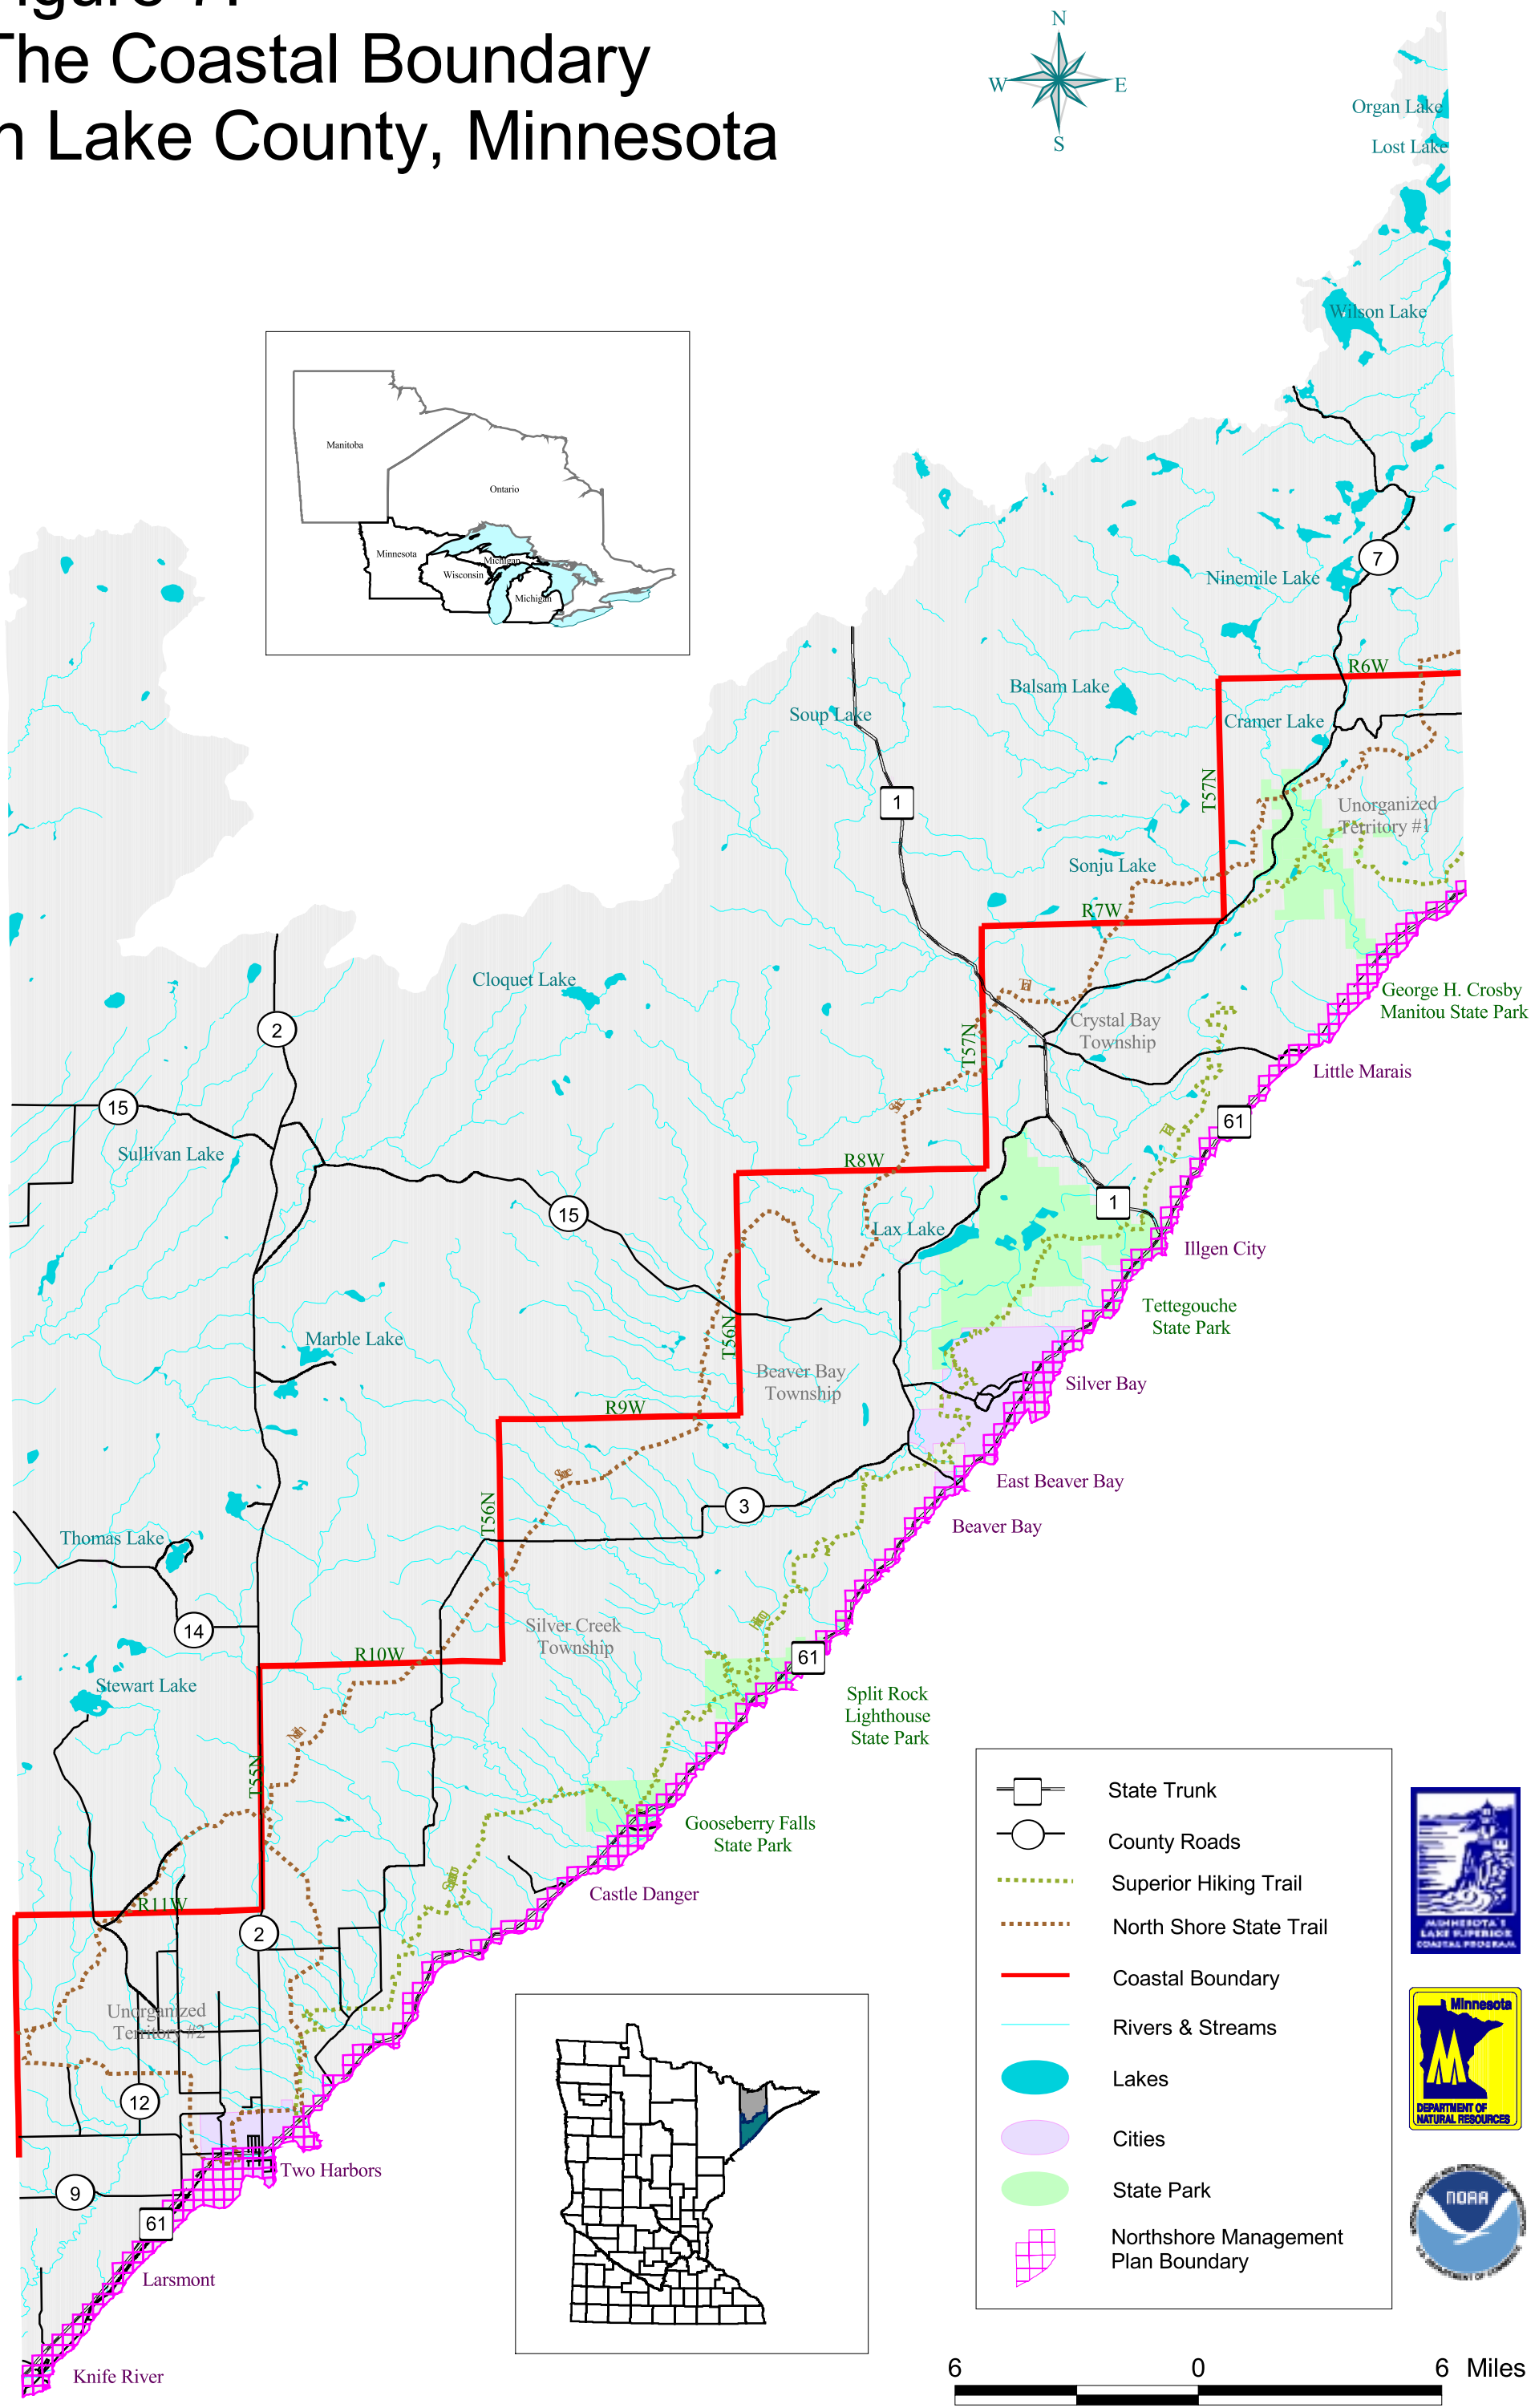 The Coastal Boundary
Lake County, Minnesota
N
W
E
S
Organ Lake
Lost Lake
Wilson Lake
Manitoba
Ontario
Minnesota
Michigan
Wisconsin
Michigan
7
Ninemile Lake
R6W
Balsam Lake
Soup Lake
Cramer Lake
T57N
1
Unorganized
Territory #1
Sonju Lake
R7W
Cloquet Lake
George H. Crosby
Manitou State Park
2
Crystal Bay
Township
T57N
Little Marais
15
61
Sullivan Lake
R8W
15
1
Lax Lake
Illgen City
Tettegouche
State Park
T56N
Marble Lake
Beaver Bay
Township
Silver Bay
R9W
East Beaver Bay
3
T56N
Beaver Bay
Thomas Lake
14
Silver Creek
Township
R10W
61
Stewart Lake
Split Rock
Lighthouse
State Park
T55N
Gooseberry Falls
State Park
Castle Danger
R11W
2
Unorganized
Territory #2
12
Two Harbors
9
61
Larsmont
Knife River
State Trunk
County Roads
Superior Hiking Trail
North Shore State Trail
Coastal Boundary
Rivers & Streams
Lakes
Cities
State Park
Northshore Management
Plan Boundary
MINNESOTA'S
LAKE SUPERIOR
COASTAL PROGRAM
Minnesota
DEPARTMENT OF
NATURAL RESOURCES
NOAA
6 0 6 Miles